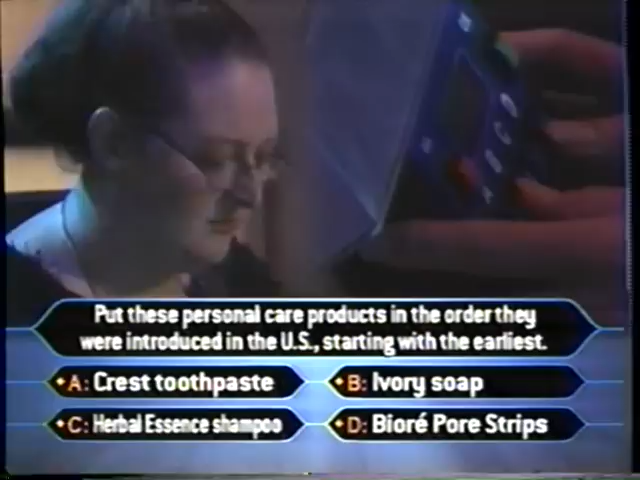 Put these personal care products in the order they
were introduced in the U.S., starting with the earliest.
A: Crest toothpaste
B: Ivory soap
C: Herbal Essence shampoo
D: Bioré Pore Strips